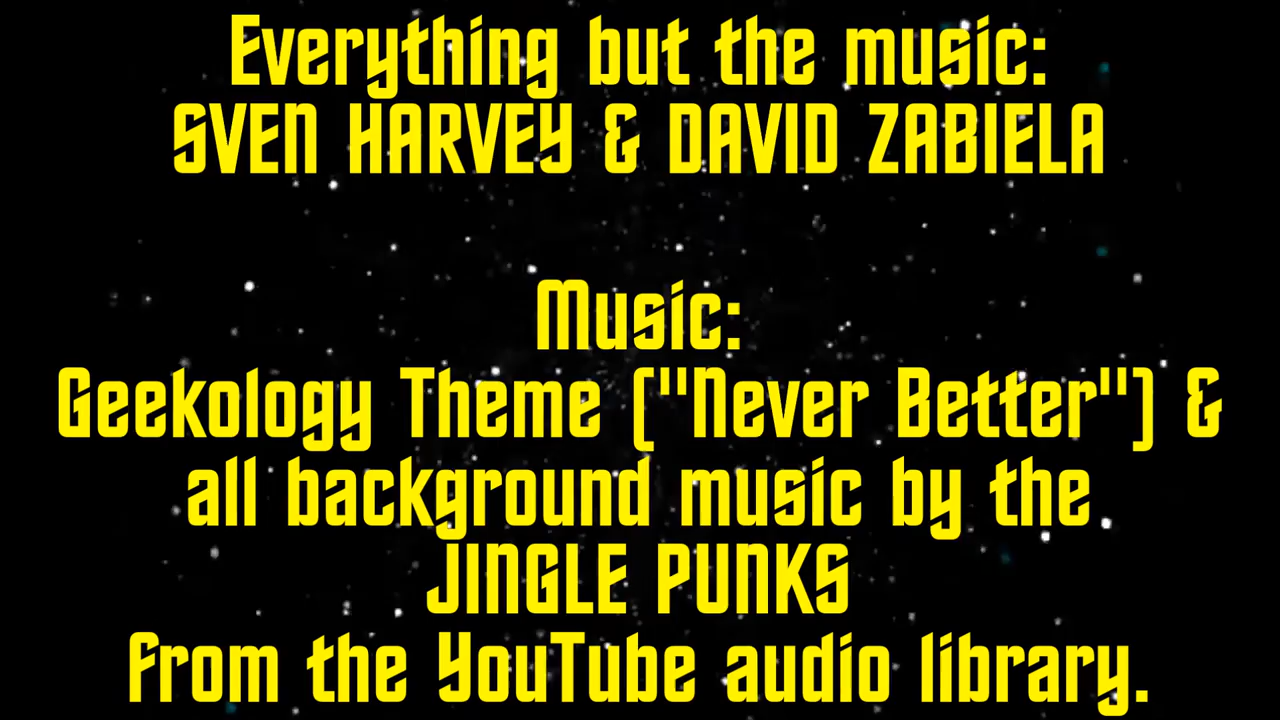 Everything but the music:
SVEN HARVEY & DAVID ZABIELA
Music:
Geekology Theme ("Never Better") &
all background music by the
JINGLE PUNKS
from the YouTube audio library.